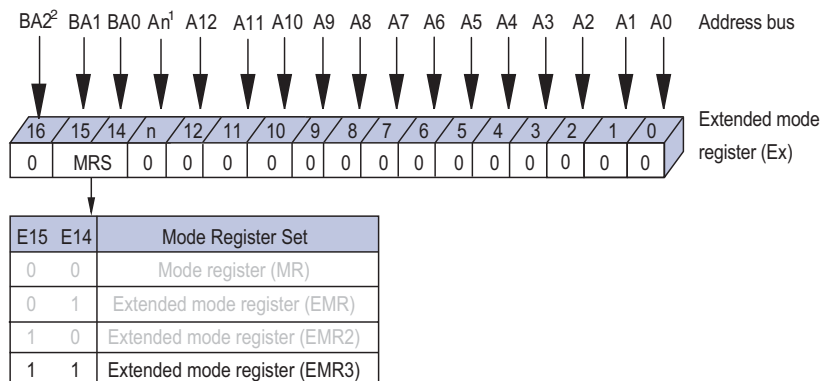 BA2² BA1 BA0 An¹ A12 A11 A10 A9 A8 A7 A6 A5 A4 A3 A2 A1 A0 Address bus
16 15 14 n 12 11 10 9 8 7 6 5 4 3 2 1 0 Extended mode
0 MRS 0 0 0 0 0 0 0 0 0 0 0 0 0 0 register (Ex)
E15 E14 Mode Register Set
0 0 Mode register (MR)
0 1 Extended mode register (EMR)
1 0 Extended mode register (EMR2)
1 1 Extended mode register (EMR3)